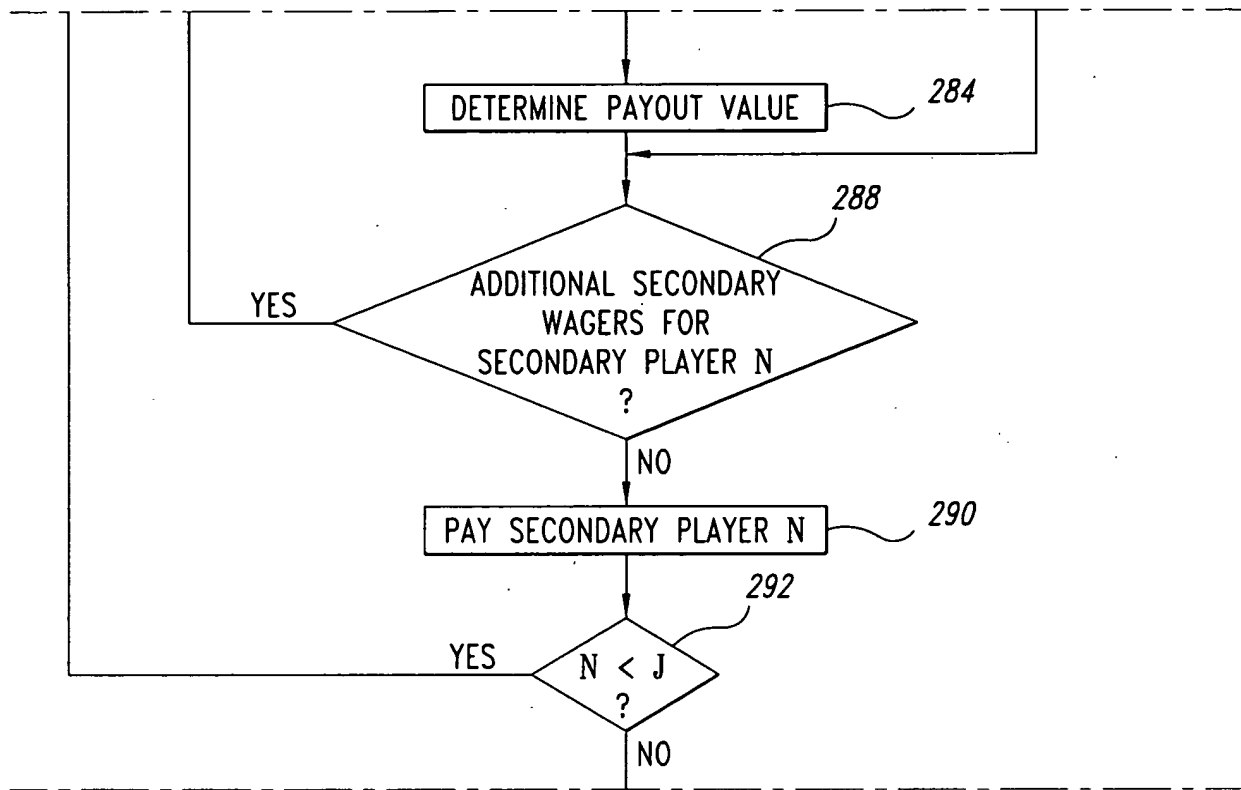 DETERMINE PAYOUT VALUE
284
288
ADDITIONAL SECONDARY
WAGERS FOR
SECONDARY PLAYER N
?
YES
NO
PAY SECONDARY PLAYER N
290
292
YES
N < J
?
NO